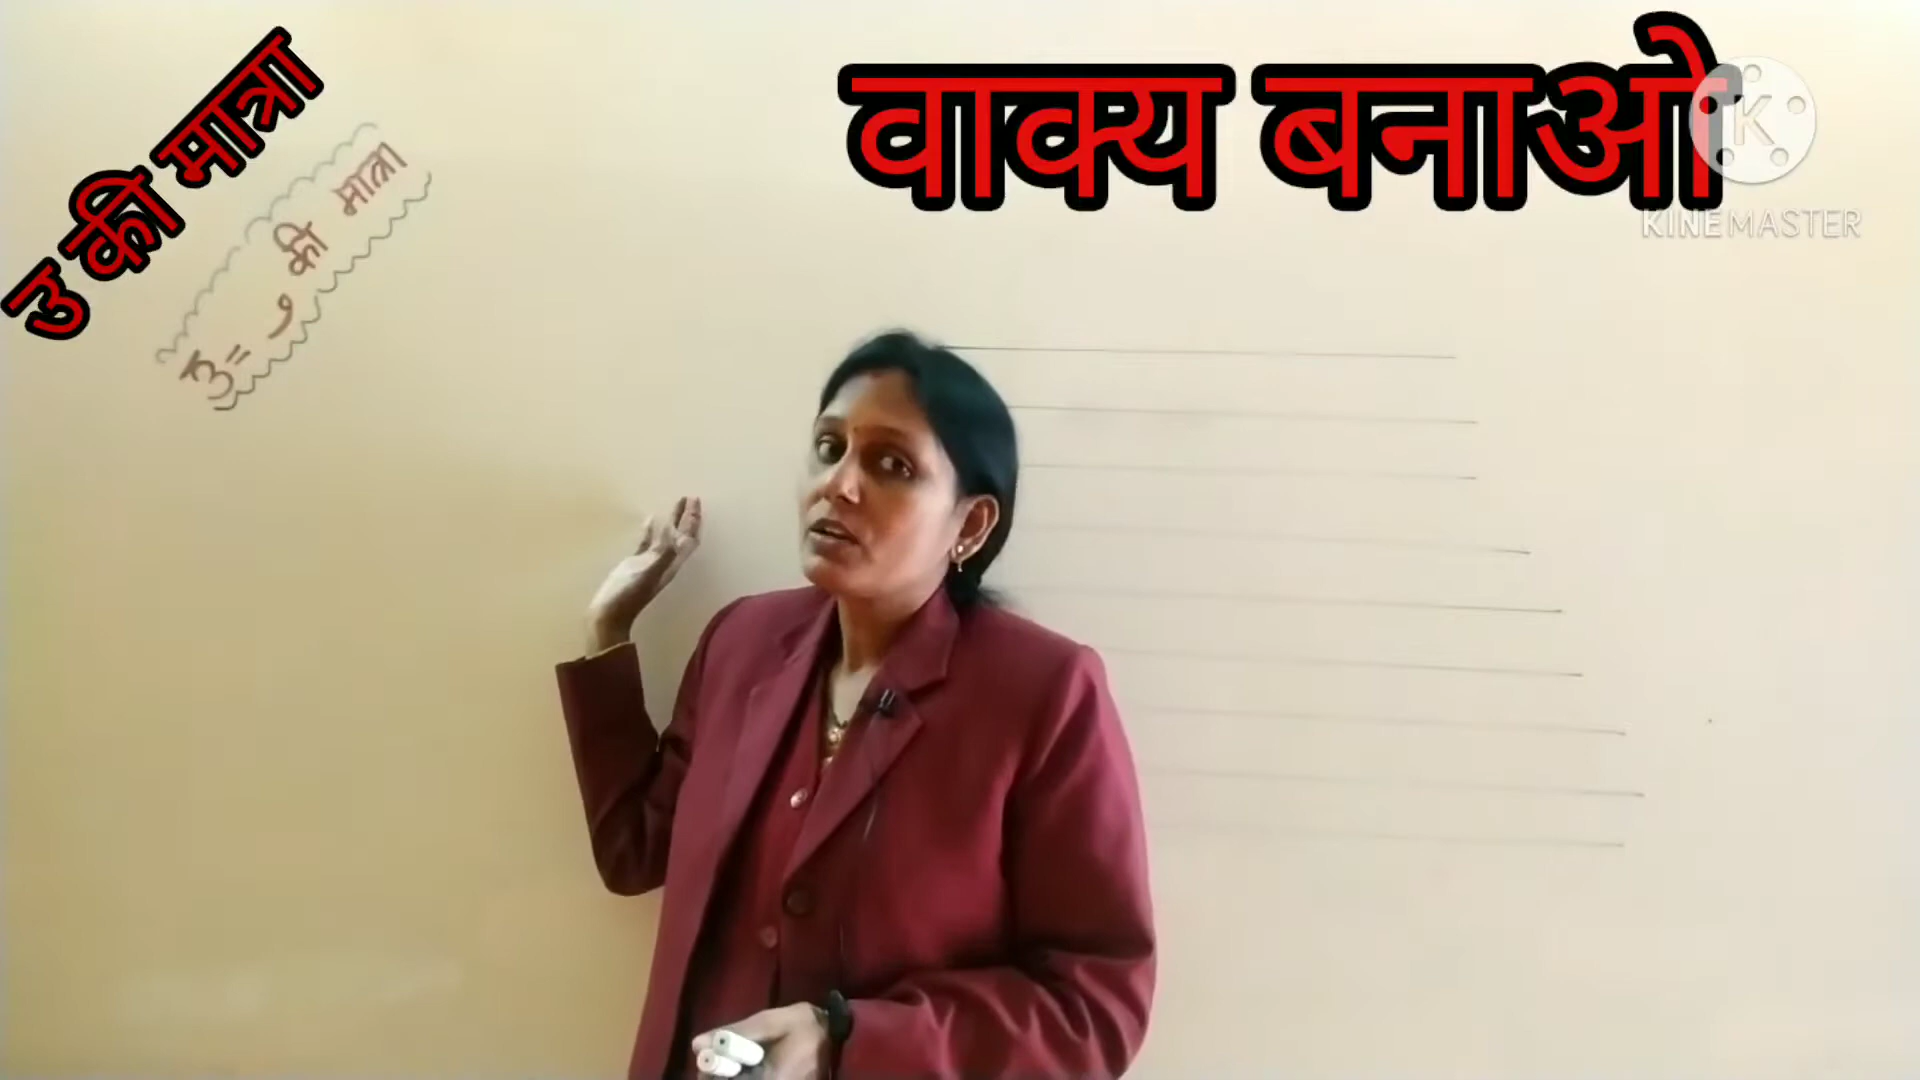 उ की मात्रा
वाक्य बनाओ
K
KINEMASTER
उ= ु की मात्रा